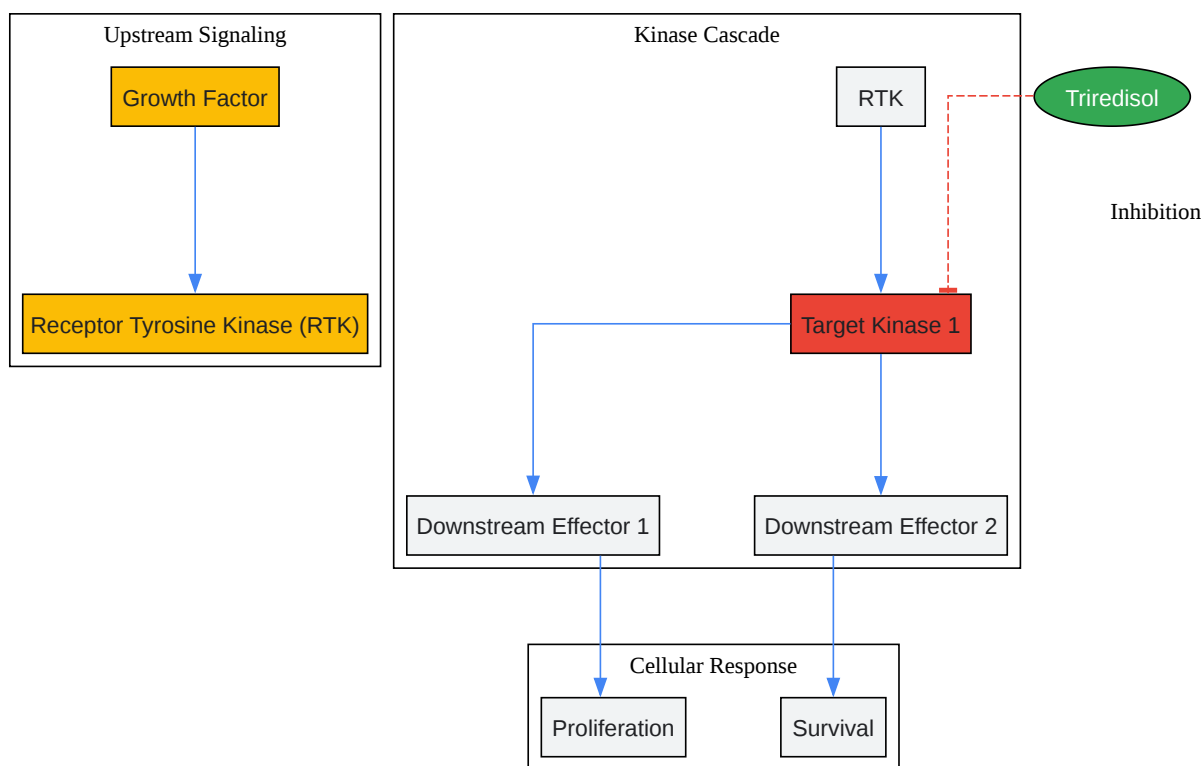 Upstream Signaling
Growth Factor
Receptor Tyrosine Kinase (RTK)
Kinase Cascade
RTK
Triredisol
Inhibition
Target Kinase 1
Downstream Effector 1
Downstream Effector 2
Cellular Response
Proliferation
Survival